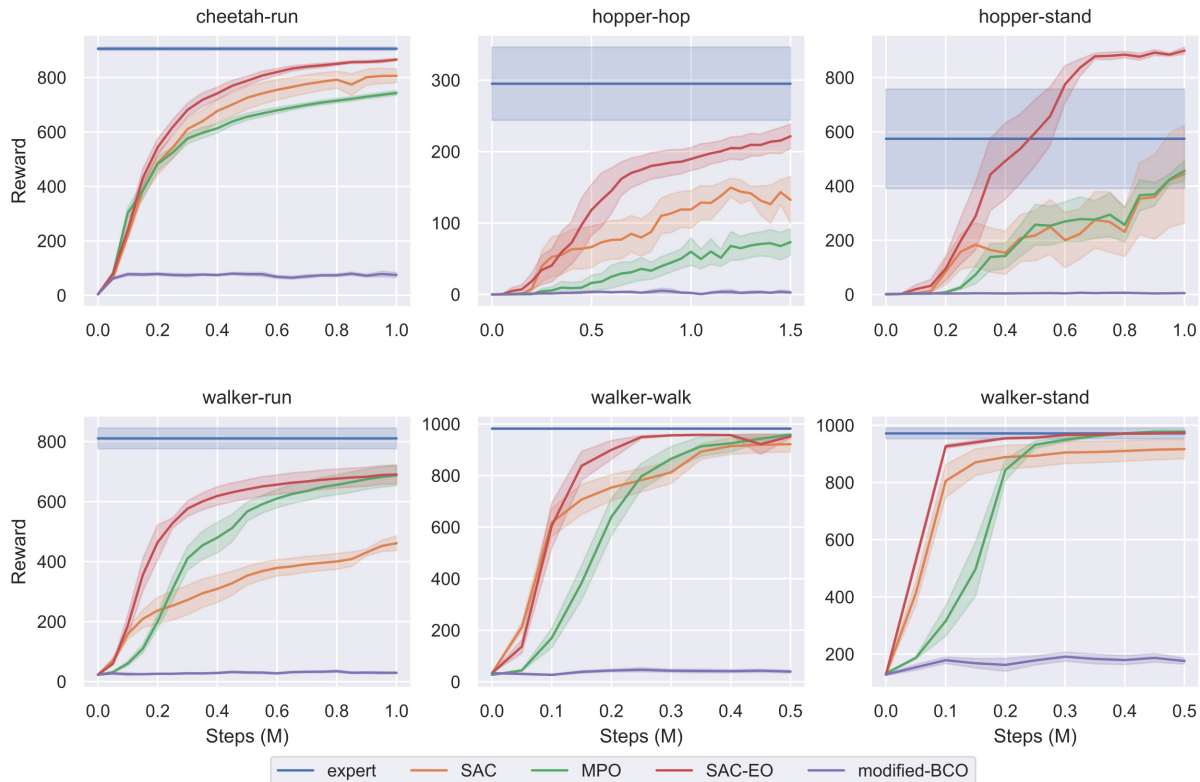 cheetah-run hopper-hop hopper-stand
800 300 800
600 600
200
400 400
100
200 200
0 0 0
Reward
0.0 0.2 0.4 0.6 0.8 1.0 0.0 0.5 1.0 1.5 0.0 0.2 0.4 0.6 0.8 1.0
walker-run walker-walk walker-stand
1000 1000
800 800 800
600 600 600
400 400 400
200 200 200
0 0
Reward
0.0 0.2 0.4 0.6 0.8 1.0 0.0 0.1 0.2 0.3 0.4 0.5 0.0 0.1 0.2 0.3 0.4 0.5
Steps (M) Steps (M) Steps (M)
expert SAC MPO SAC-EO modified-BCO